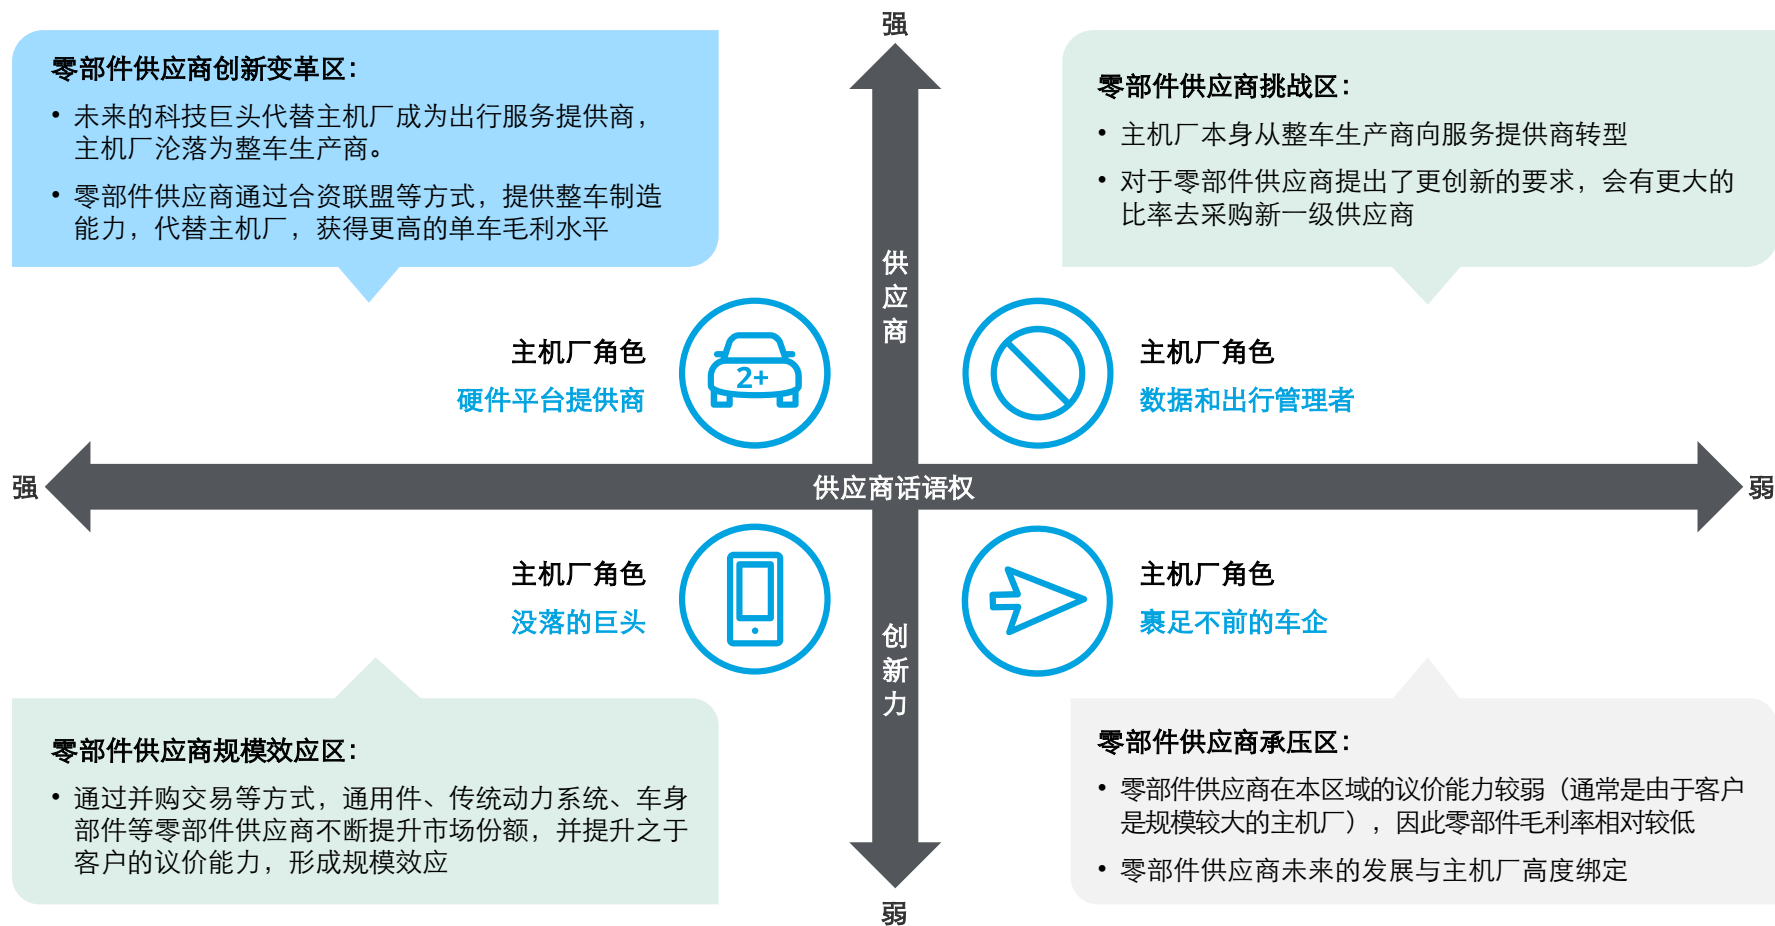 强
零部件供应商创新变革区：
• 未来的科技巨头代替主机厂成为出行服务提供商，
主机厂沦落为整车生产商。
• 零部件供应商通过合资联盟等方式，提供整车制造
能力，代替主机厂，获得更高的单车毛利水平
零部件供应商挑战区：
• 主机厂本身从整车生产商向服务提供商转型
• 对于零部件供应商提出了更创新的要求，会有更大的
比率去采购新一级供应商
供应商
主机厂角色
硬件平台提供商
2+
主机厂角色
数据和出行管理者
强
供应商话语权
弱
主机厂角色
没落的巨头
主机厂角色
裹足不前的车企
创新力
零部件供应商规模效应区：
• 通过并购交易等方式，通用件、传统动力系统、车身
部件等零部件供应商不断提升市场份额，并提升之于
客户的议价能力，形成规模效应
零部件供应商承压区：
• 零部件供应商在本区域的议价能力较弱（通常是由于客户
是规模较大的主机厂），因此零部件毛利率相对较低
• 零部件供应商未来的发展与主机厂高度绑定
弱